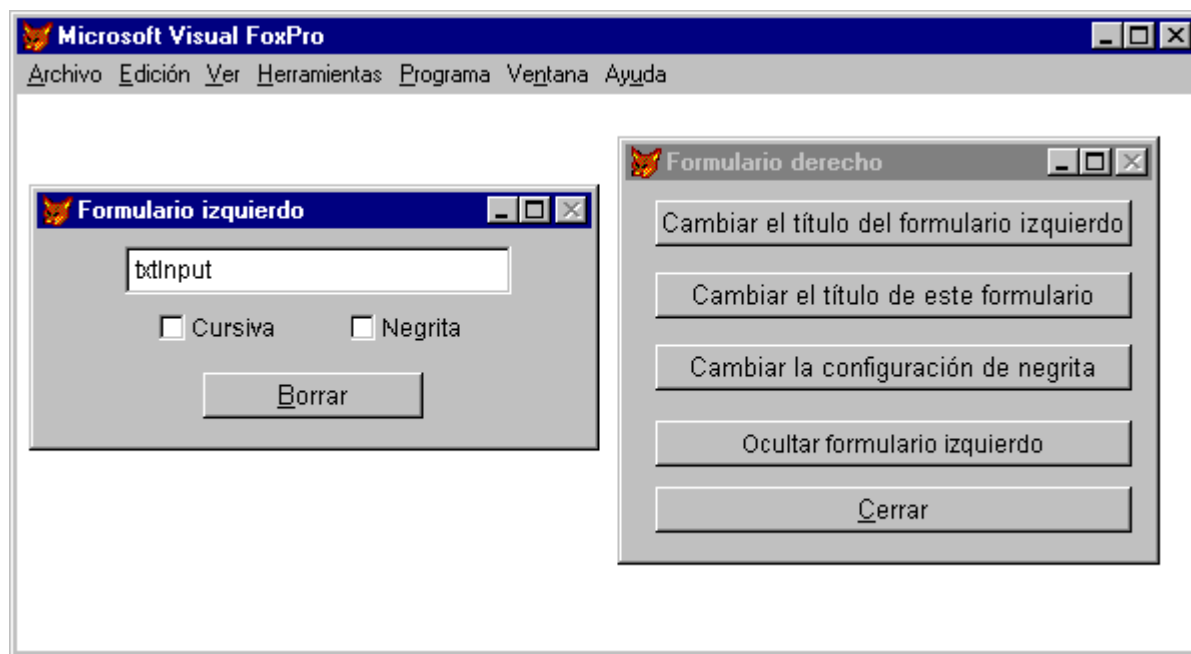 Microsoft Visual FoxPro
Archivo Edición Ver Herramientas Programa Ventana Ayuda
Formulario izquierdo
txtInput
Cursiva Negrita
Borrar
Formulario derecho
Cambiar el título del formulario izquierdo
Cambiar el título de este formulario
Cambiar la configuración de negrita
Ocultar formulario izquierdo
Cerrar